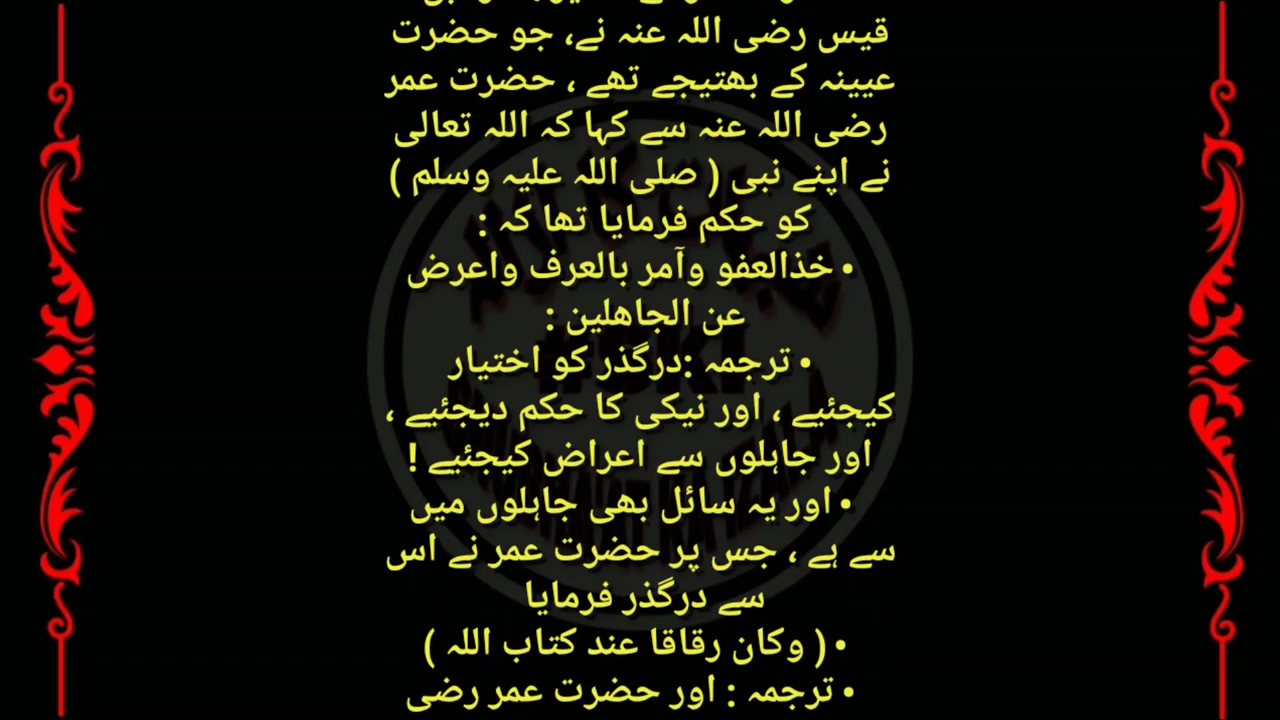 قیس رضی اللہ عنہ نے، جو حضرت
عیینہ کے بھتیجے تھے ، حضرت عمر
رضی اللہ عنہ سے کہا کہ اللہ تعالی
نے اپنے نبی ( صلی اللہ علیہ وسلم )
کو حکم فرمایا تھا کہ :
• خذالعفو وآمر بالعرف واعرض
عن الجاھلین :
• ترجمہ :درگذر کو اختیار
کیجئیے ، اور نیکی کا حکم دیجئیے ،
اور جاہلوں سے اعراض کیجئیے !
• اور یہ سائل بھی جاہلوں میں
سے ہے ، جس پر حضرت عمر نے اس
سے درگذر فرمایا
• ( وکان رقاقا عند کتاب اللہ )
• ترجمہ : اور حضرت عمر رضی